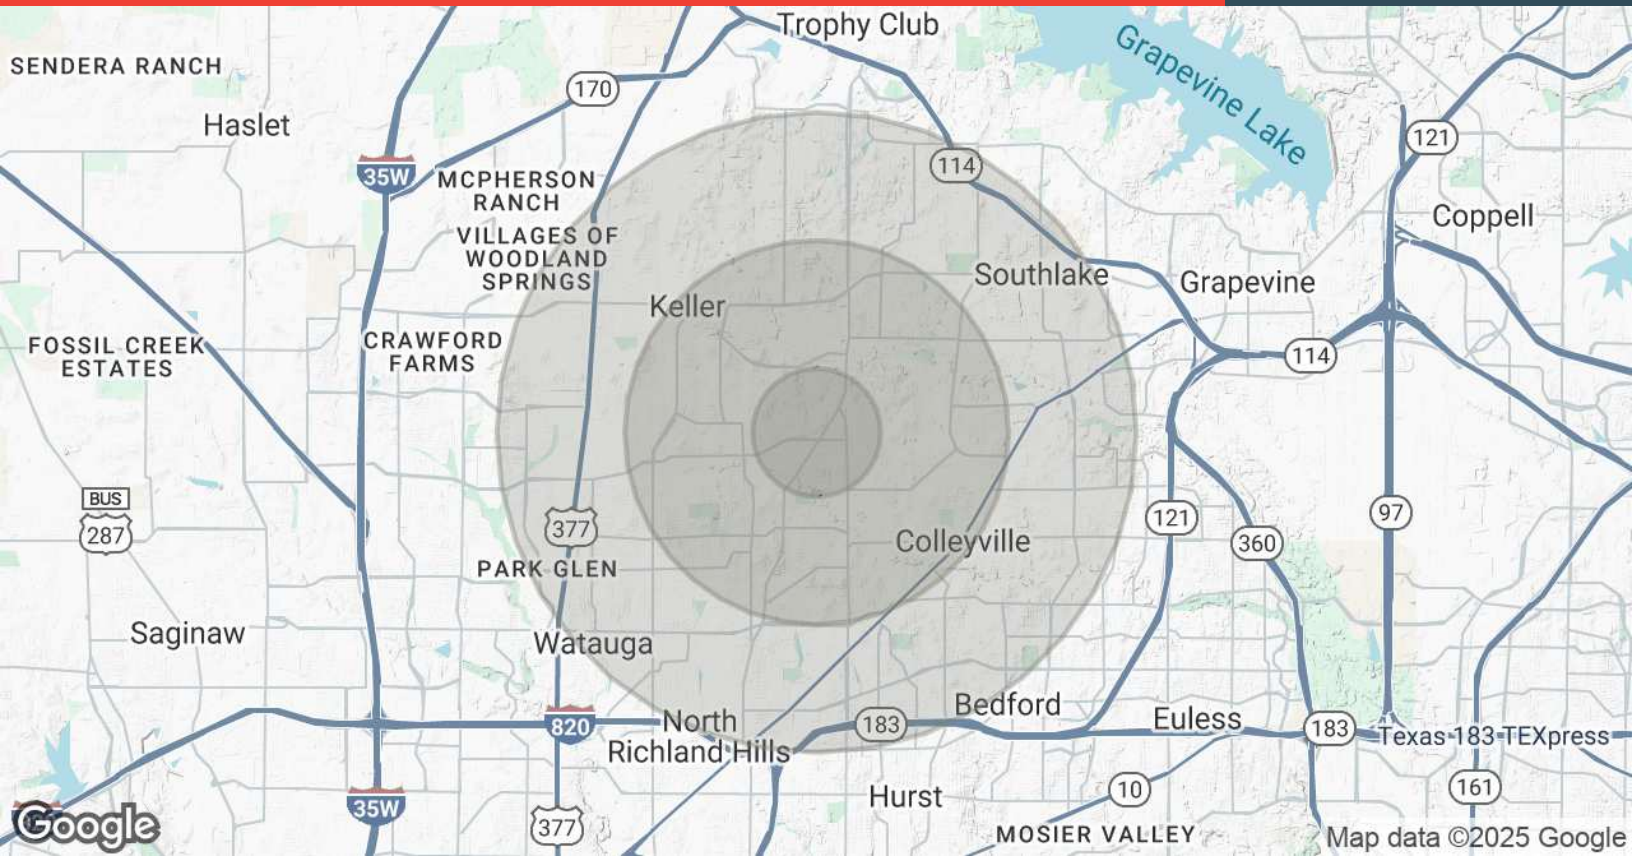 Trophy Club
Grapevine Lake
SENDERA RANCH
170
Haslet
121
114
35W
MCPHERSON
RANCH
Coppell
VILLAGES OF
WOODLAND
SPRINGS
Southlake
Grapevine
Keller
FOSSIL CREEK
ESTATES
CRAWFORD
FARMS
114
BUS
287
377
121
97
360
Colleyville
PARK GLEN
Saginaw
Watauga
Bedford
Euless
820
North
Richland Hills
183
183
Texas 183 TEXpress
35W
377
Hurst
10
161
Google
MOSIER VALLEY
Map data ©2025 Google